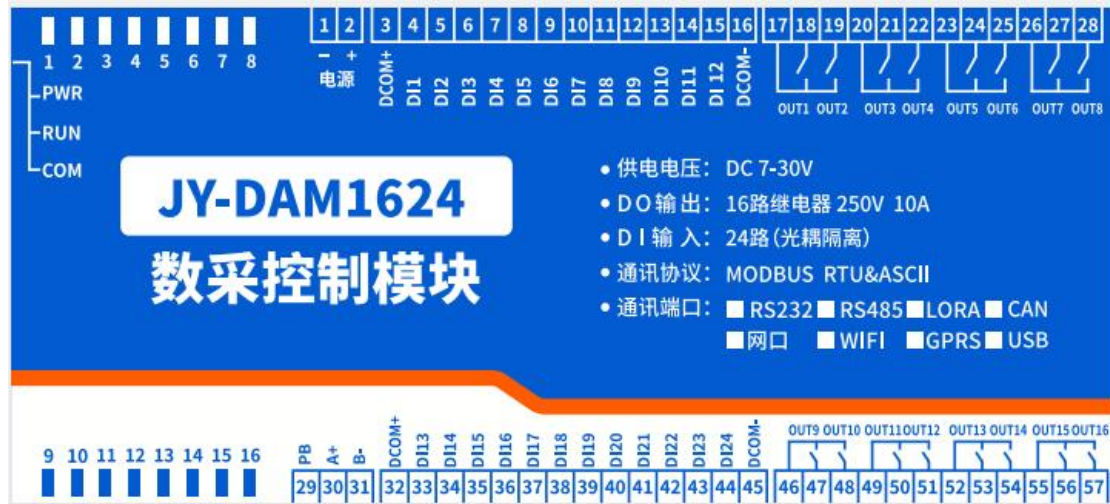 1 2 3 4 5 6 7 8 9 10 11 12 13 14 15 16 17 18 19 20 21 22 23 24 25 26 27 28
1 2 3 4 5 6 7 8
- +
电源
DCOM+ DI1 DI2 DI3 DI4 DI5 DI6 DI7 DI8 DI9 DI10 DI11 DI 12 DCOM-
OUT1 OUT2 OUT3 OUT4 OUT5 OUT6 OUT7 OUT8
PWR
RUN
COM
JY-DAM1624
数采控制模块
• 供电电压： DC 7-30V
• DO输出： 16路继电器 250V 10A
• DI输入： 24路（光耦隔离）
• 通讯协议： MODBUS RTU&ASCII
• 通讯端口： RS232 RS485 LORA CAN
网口 WIFI GPRS USB
OUT9 OUT10 OUT11 OUT12 OUT13 OUT14 OUT15 OUT16
PB A+ B- DCOM+ DI13 DI14 DI15 DI16 DI17 DI18 DI19 DI20 DI21 DI22 DI23 DI24 DCOM-
9 10 11 12 13 14 15 16
29 30 31 32 33 34 35 36 37 38 39 40 41 42 43 44 45 46 47 48 49 50 51 52 53 54 55 56 57